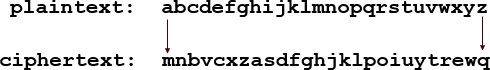 plaintext: abcdefghijklmnopqrstuvwxyz
ciphertext: mnbvcxzasdfghjklpoiuytrewq